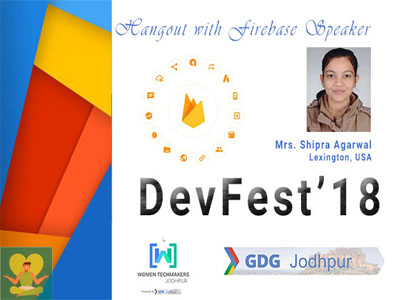 Hangout with Firebase Speaker
Mrs. Shipra Agarwal
Lexington, USA
DevFest'18
WOMEN TECHMAKERS
JODHPUR
GDG Jodhpur